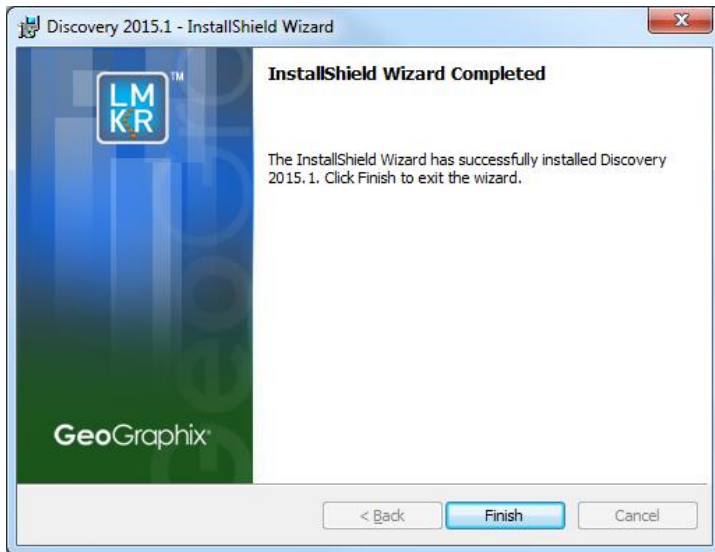 Discovery 2015.1 - InstallShield Wizard
LM
KR
TM
InstallShield Wizard Completed
The InstallShield Wizard has successfully installed Discovery
2015.1. Click Finish to exit the wizard.
GeoGraphix
< Back
Finish
Cancel